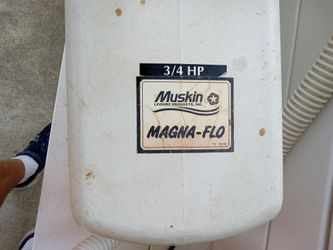 3/4 HP
Muskin
LEISURE PRODUCTS, INC.
MAGNA-FLO